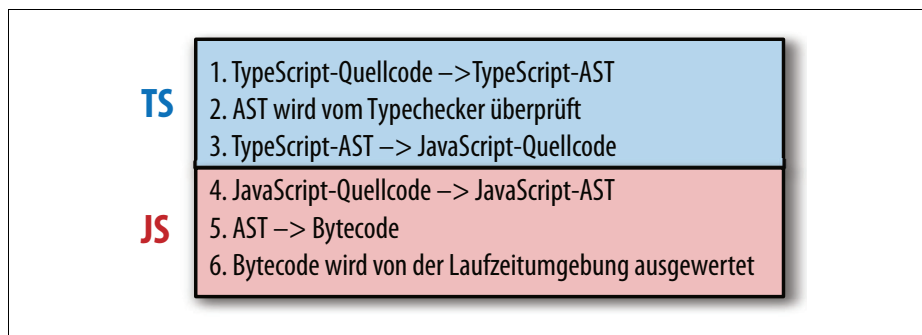 TS
1. TypeScript-Quellcode –>TypeScript-AST
2. AST wird vom Typechecker überprüft
3. TypeScript-AST –> JavaScript-Quellcode
JS
4. JavaScript-Quellcode –> JavaScript-AST
5. AST –> Bytecode
6. Bytecode wird von der Laufzeitumgebung ausgewertet